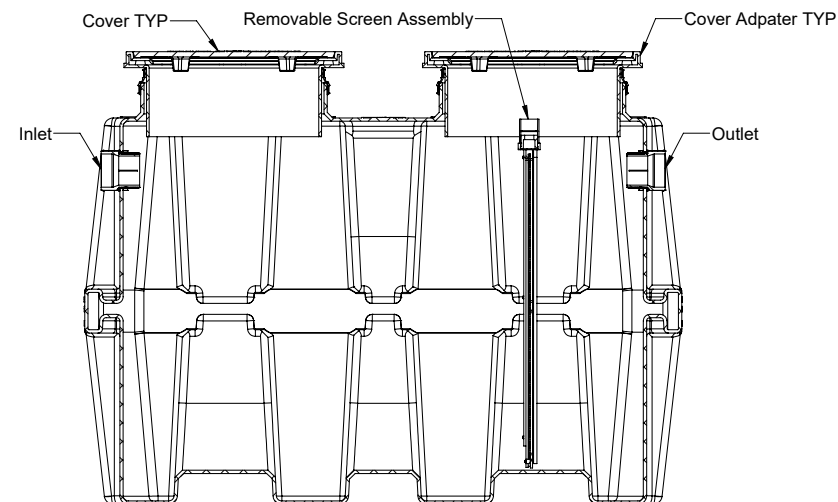 Cover TYP
Removable Screen Assembly
Cover Adpater TYP
Inlet
Outlet